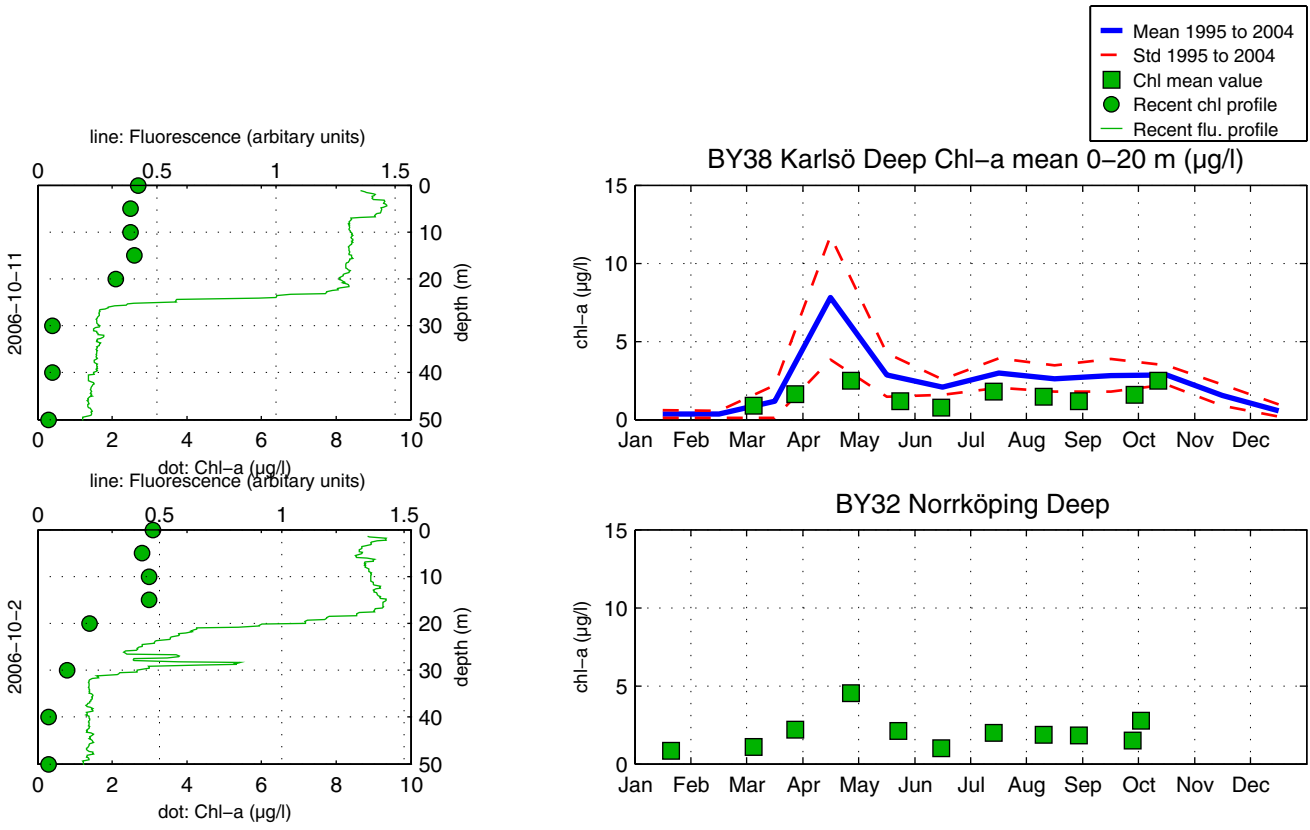 Mean 1995 to 2004
Std 1995 to 2004
Chl mean value
Recent chl profile
Recent flu. profile
line: Fluorescence (arbitary units)
0 0.5 1 1.5
0
10
20
30
40
50
depth (m)
2006−10−11
0 2 4 6 8 10
dot: Chl−a (µg/l)
BY38 Karlsö Deep Chl−a mean 0−20 m (µg/l)
15
10
5
0
chl−a (µg/l)
Jan Feb Mar Apr May Jun Jul Aug Sep Oct Nov Dec
line: Fluorescence (arbitary units)
0 0.5 1 1.5
0
10
20
30
40
50
depth (m)
2006−10−2
0 2 4 6 8 10
dot: Chl−a (µg/l)
BY32 Norrköping Deep
15
10
5
0
chl−a (µg/l)
Jan Feb Mar Apr May Jun Jul Aug Sep Oct Nov Dec